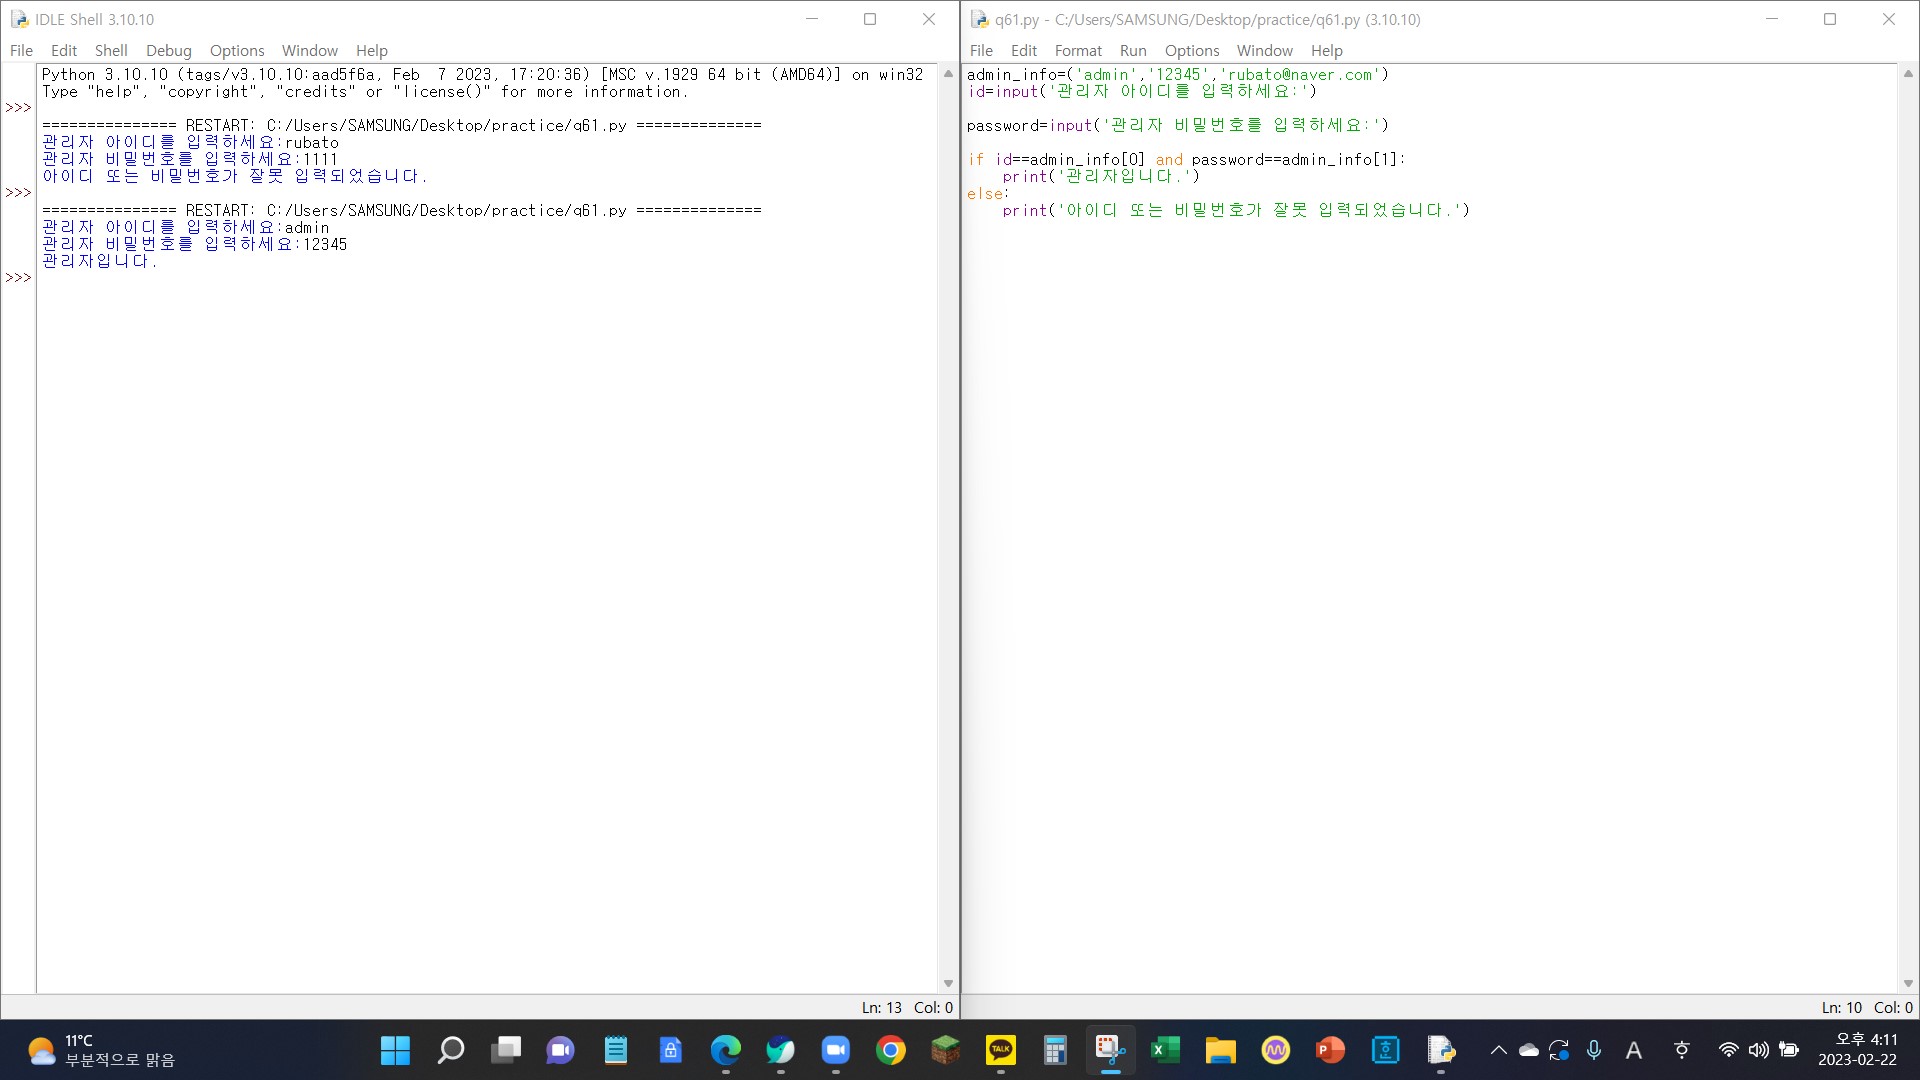 IDLE Shell 3.10.10
File Edit Shell Debug Options Window Help
Python 3.10.10 (tags/v3.10.10:aad5f6a, Feb  7 2023, 17:20:36) [MSC v.1929 64 bit (AMD64)] on win32
Type "help", "copyright", "credits" or "license()" for more information.
>>>
=============== RESTART: C:/Users/SAMSUNG/Desktop/practice/q61.py ==============
관리자 아이디를 입력하세요:rubato
관리자 비밀번호를 입력하세요:1111
아이디 또는 비밀번호가 잘못 입력되었습니다.
>>>
=============== RESTART: C:/Users/SAMSUNG/Desktop/practice/q61.py ==============
관리자 아이디를 입력하세요:admin
관리자 비밀번호를 입력하세요:12345
관리자입니다.
>>>
Ln: 13 Col: 0
q61.py - C:/Users/SAMSUNG/Desktop/practice/q61.py (3.10.10)
File Edit Format Run Options Window Help
admin_info=('admin','12345','rubato@naver.com')
id=input('관리자 아이디를 입력하세요:')
password=input('관리자 비밀번호를 입력하세요:')
if id==admin_info[0] and password==admin_info[1]:
    print('관리자입니다.')
else:
    print('아이디 또는 비밀번호가 잘못 입력되었습니다.')
Ln: 10 Col: 0
11°C
부분적으로 맑음
TALK
A
오후 4:11
2023-02-22